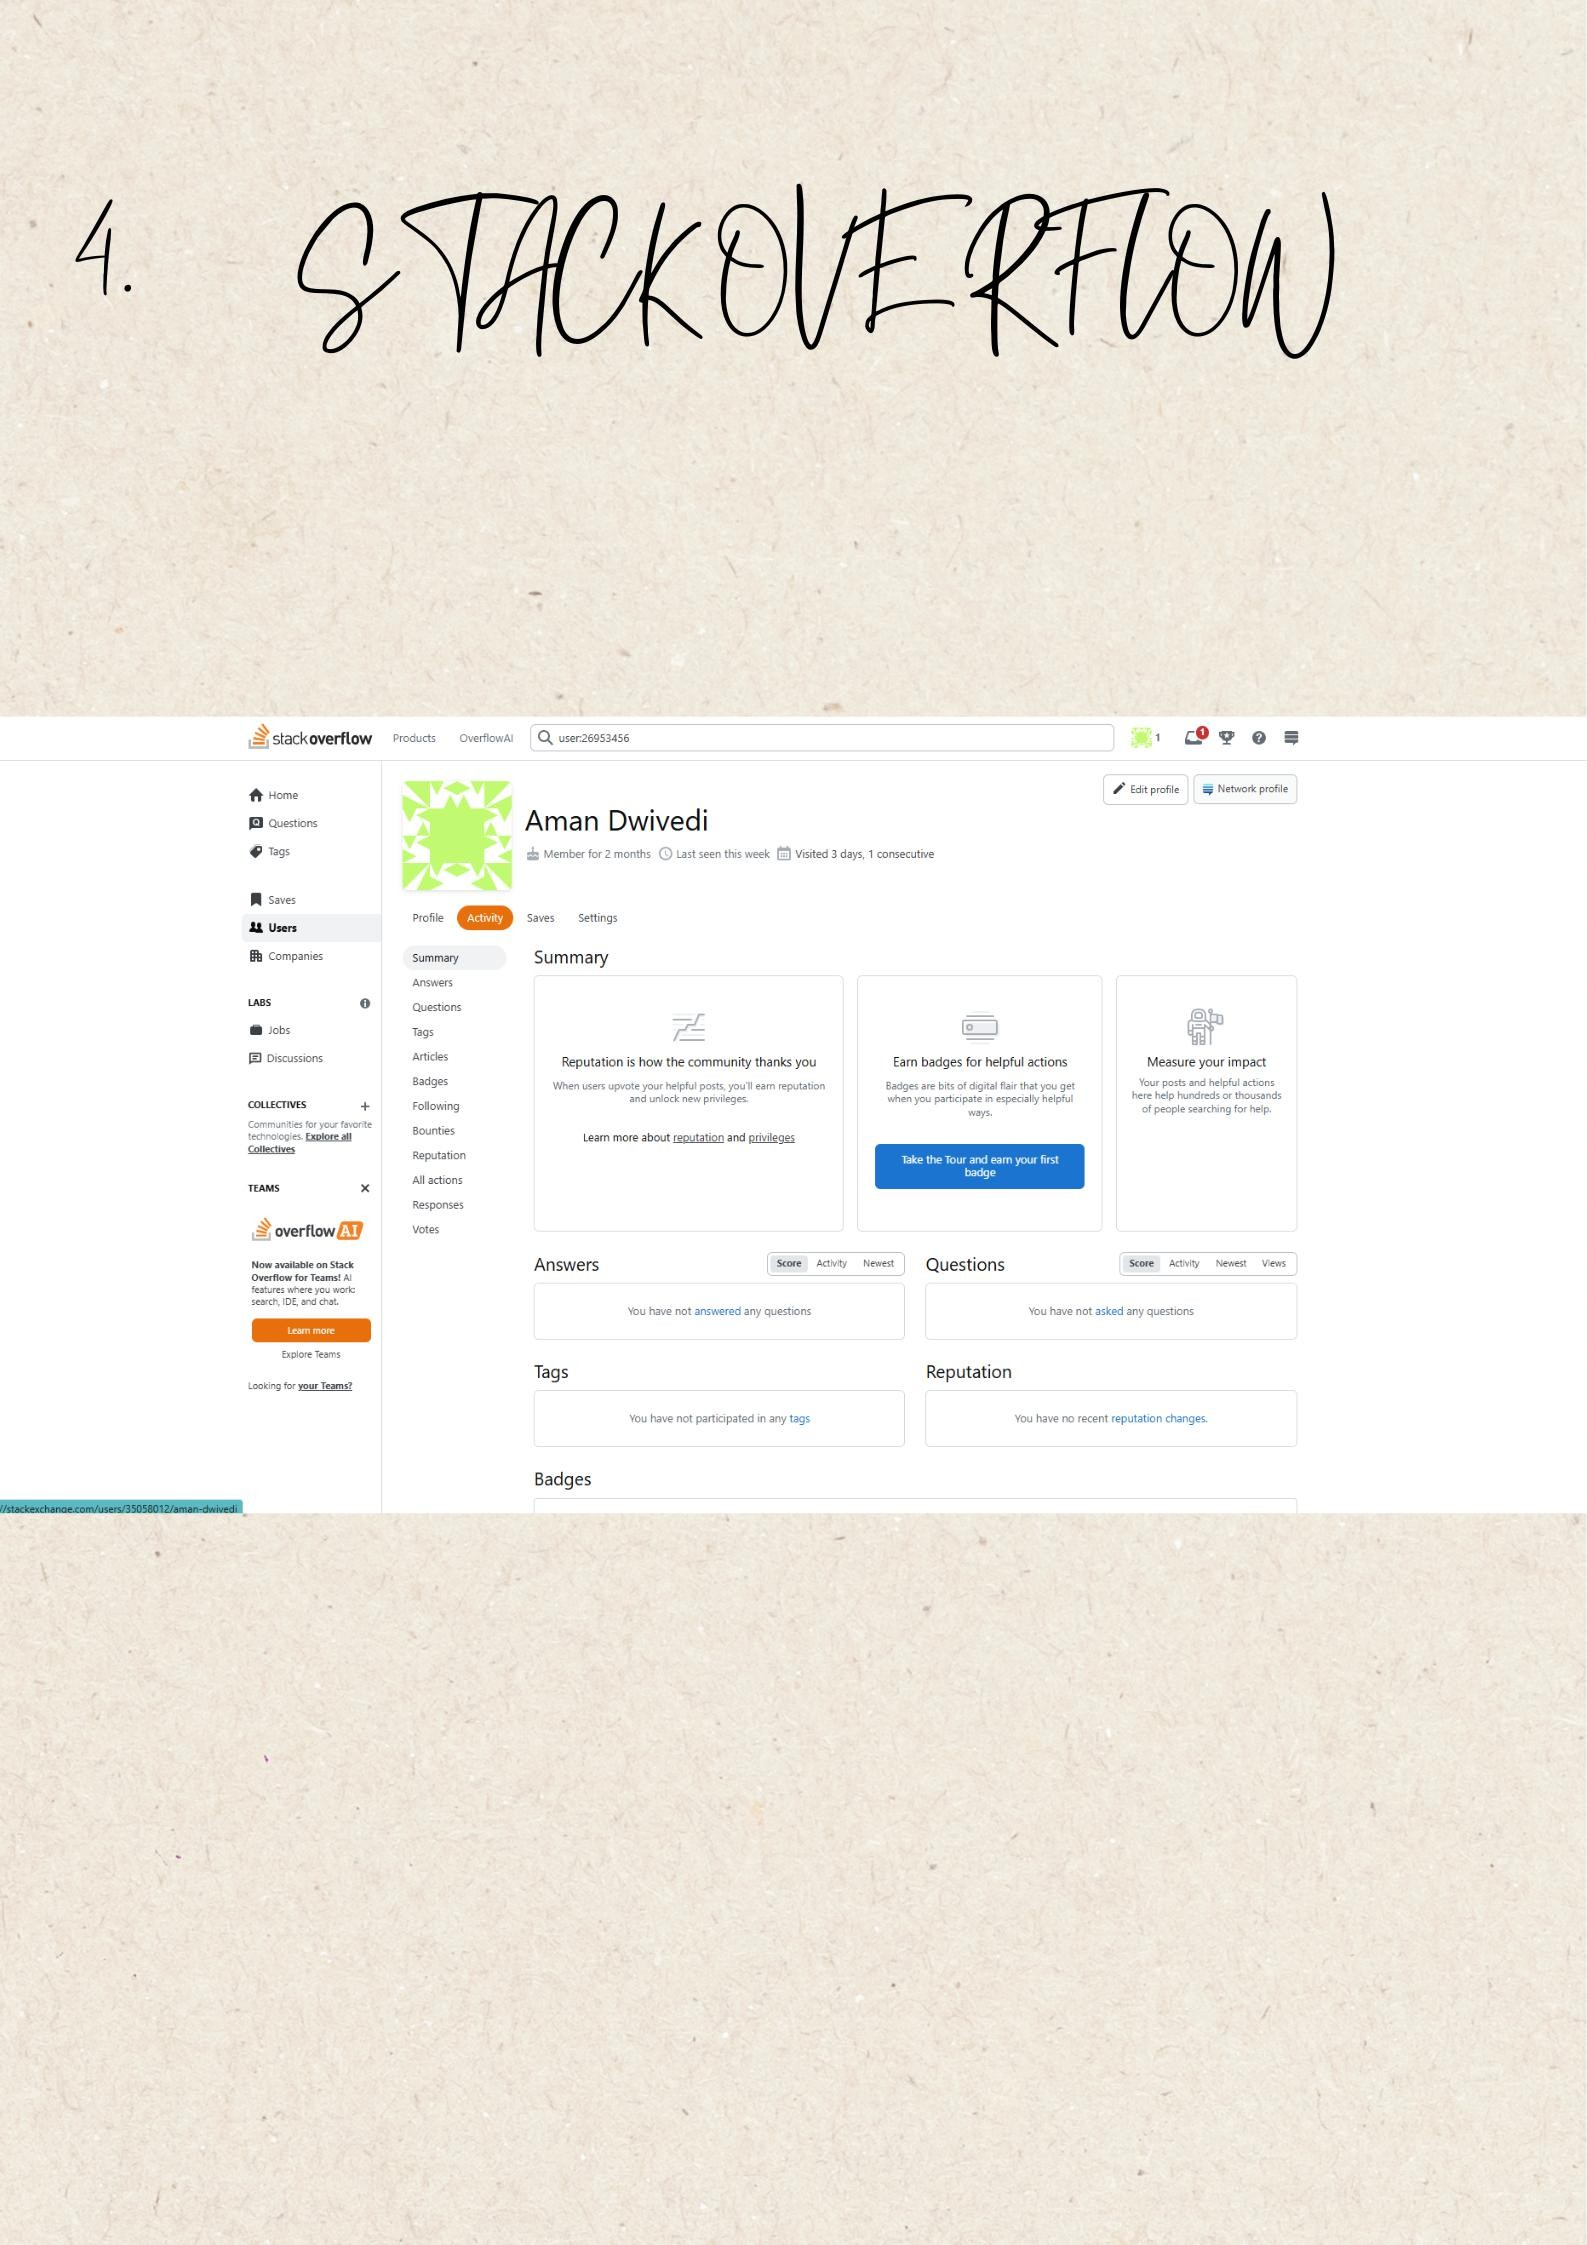 4. STACKOVERFLOW
stackoverflow Products OverflowAI user:26953456 1 1
Edit profile Network profile
Aman Dwivedi
Member for 2 months Last seen this week Visited 3 days, 1 consecutive
Profile Activity Saves Settings
Home
Questions
Tags
Saves
Users
Companies
LABS
Jobs
Discussions
COLLECTIVES
Communities for your favorite
technologies. Explore all
Collectives
TEAMS
overflow AI
Now available on Stack
Overflow for Teams! AI
features where you work:
search, IDE, and chat.
Learn more
Explore Teams
Looking for your Teams?
Summary
Answers
Questions
Tags
Articles
Badges
Following
Bounties
Reputation
All actions
Responses
Votes
Summary
Reputation is how the community thanks you
When users upvote your helpful posts, you'll earn reputation
and unlock new privileges.
Learn more about reputation and privileges
Earn badges for helpful actions
Badges are bits of digital flair that you get
when you participate in especially helpful
ways.
Take the Tour and earn your first
badge
Measure your impact
Your posts and helpful actions
here help hundreds or thousands
of people searching for help.
Answers Score Activity Newest
You have not answered any questions
Questions Score Activity Newest Views
You have not asked any questions
Tags
You have not participated in any tags
Reputation
You have no recent reputation changes.
Badges
//stackexchange.com/users/35058012/aman-dwivedi